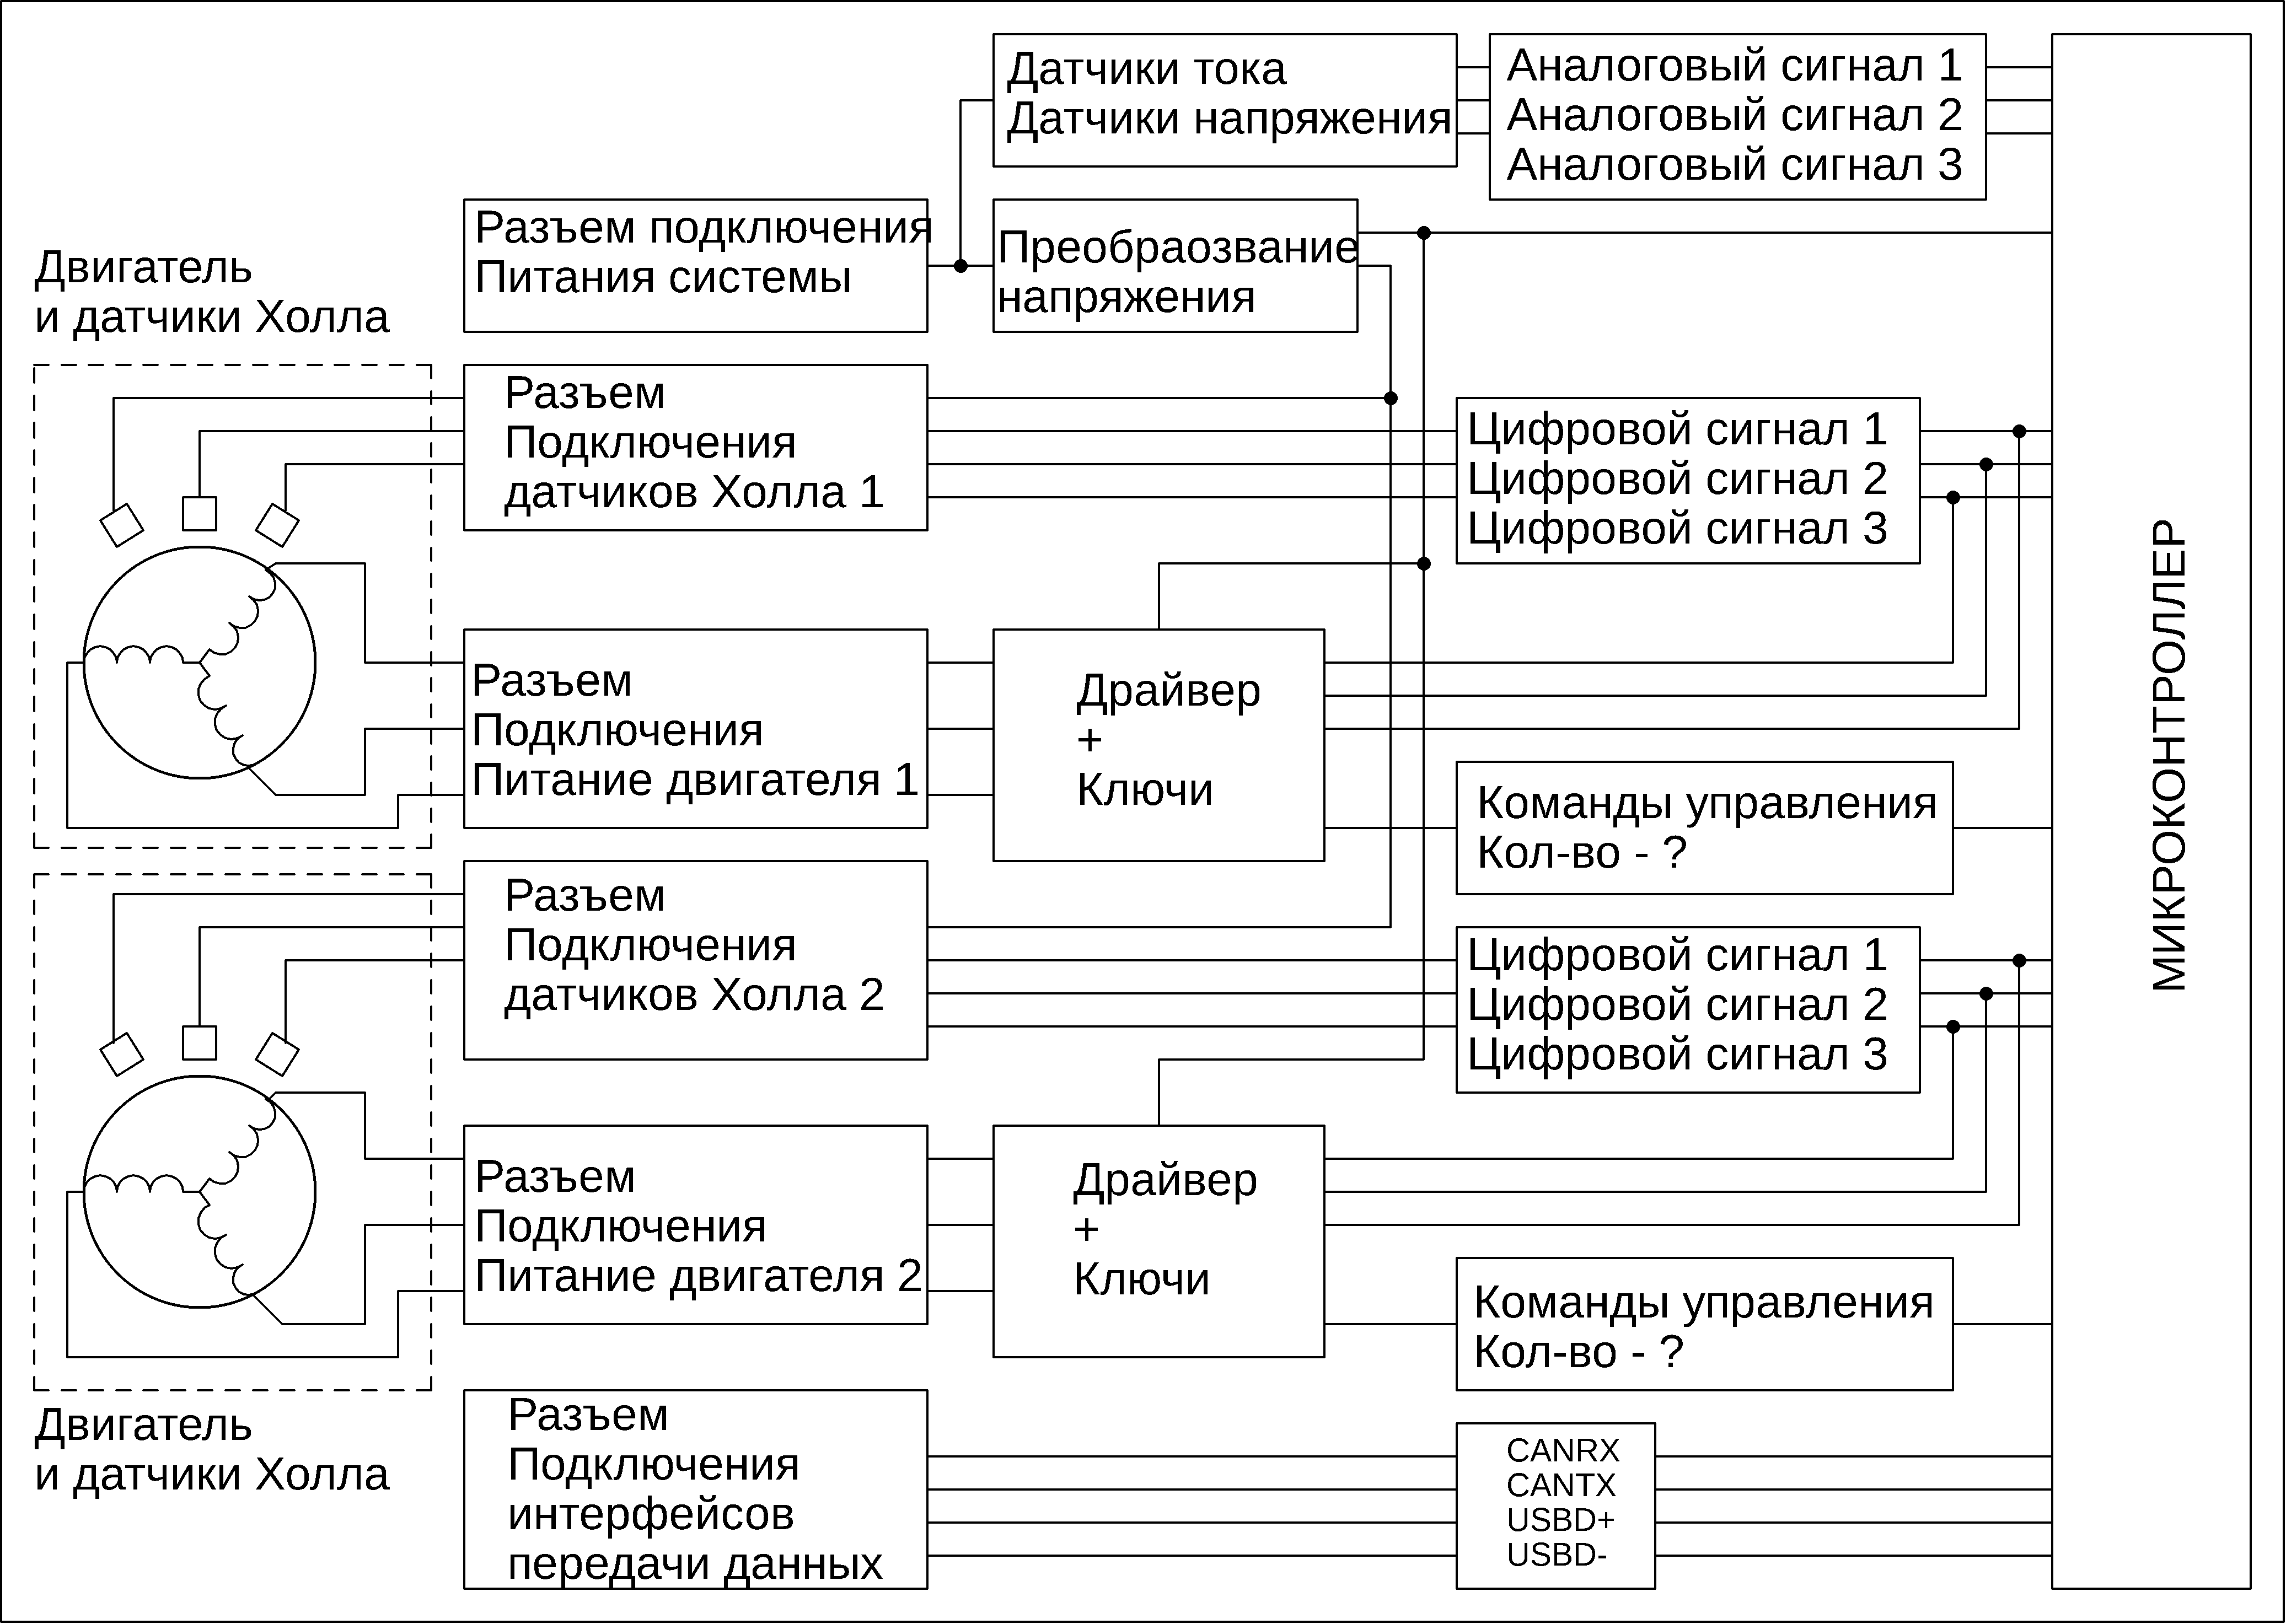 Датчики тока
Датчики напряжения
Аналоговый сигнал 1
Аналоговый сигнал 2
Аналоговый сигнал 3
Разъем подключения
Питания системы
Преобраозвание
напряжения
Двигатель
и датчики Холла
Разъем
Подключения
датчиков Холла 1
Цифровой сигнал 1
Цифровой сигнал 2
Цифровой сигнал 3
МИКРОКОНТРОЛЛЕР
Разъем
Подключения
Питание двигателя 1
Драйвер
+
Ключи
Команды управления
Кол-во - ?
Разъем
Подключения
датчиков Холла 2
Цифровой сигнал 1
Цифровой сигнал 2
Цифровой сигнал 3
Разъем
Подключения
Питание двигателя 2
Драйвер
+
Ключи
Команды управления
Кол-во - ?
Двигатель
и датчики Холла
Разъем
Подключения
интерфейсов
передачи данных
CANRX
CANTX
USBD+
USBD-